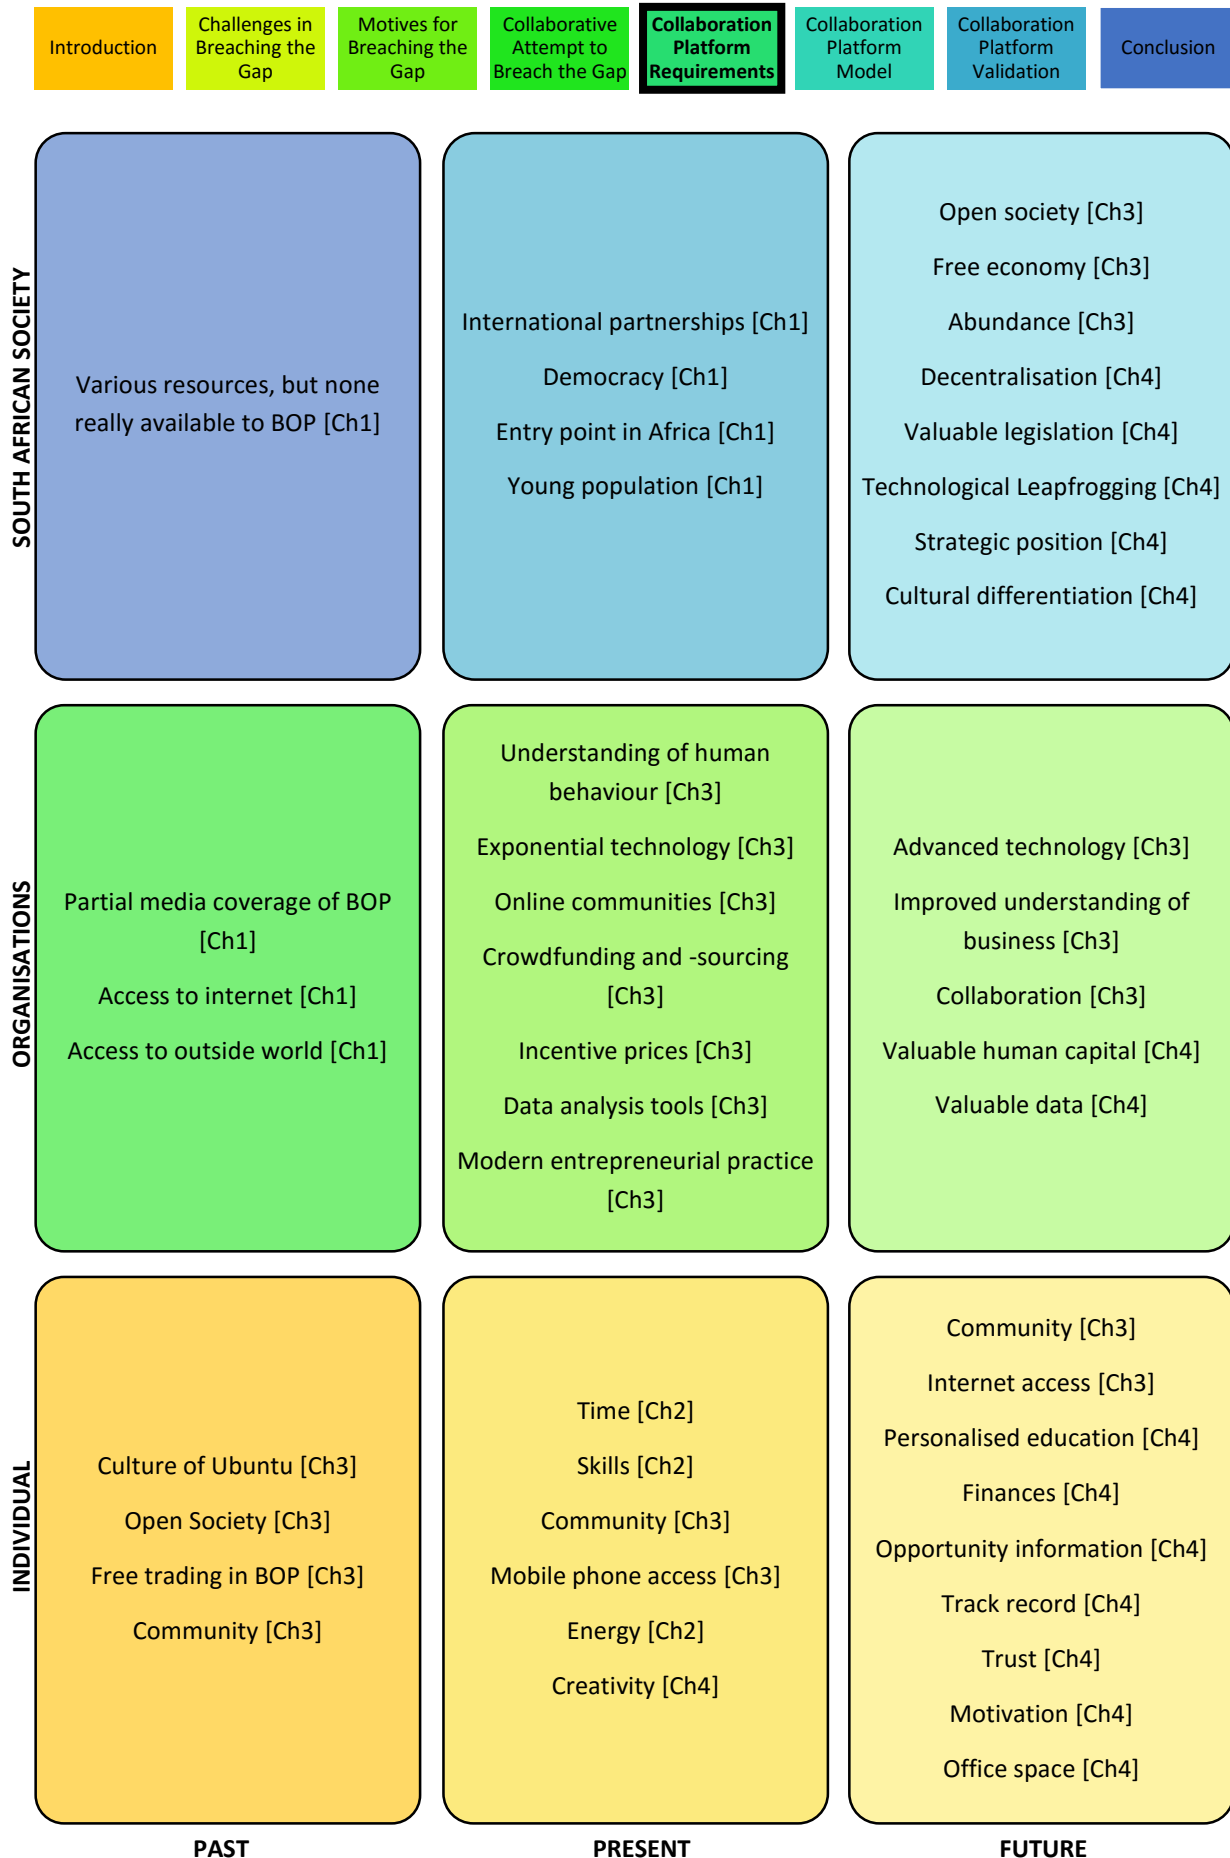 Introduction
Challenges in
Breaching the
Gap
Motives for
Breaching the
Gap
Collaborative
Attempt to
Breach the Gap
Collaboration
Platform
Requirements
Collaboration
Platform
Model
Collaboration
Platform
Validation
Conclusion
SOUTH AFRICAN SOCIETY
Various resources, but none
really available to BOP [Ch1]
International partnerships [Ch1]
Democracy [Ch1]
Entry point in Africa [Ch1]
Young population [Ch1]
Open society [Ch3]
Free economy [Ch3]
Abundance [Ch3]
Decentralisation [Ch4]
Valuable legislation [Ch4]
Technological Leapfrogging [Ch4]
Strategic position [Ch4]
Cultural differentiation [Ch4]
ORGANISATIONS
Partial media coverage of BOP
[Ch1]
Access to internet [Ch1]
Access to outside world [Ch1]
Understanding of human
behaviour [Ch3]
Exponential technology [Ch3]
Online communities [Ch3]
Crowdfunding and -sourcing
[Ch3]
Incentive prices [Ch3]
Data analysis tools [Ch3]
Modern entrepreneurial practice
[Ch3]
Advanced technology [Ch3]
Improved understanding of
business [Ch3]
Collaboration [Ch3]
Valuable human capital [Ch4]
Valuable data [Ch4]
INDIVIDUAL
Culture of Ubuntu [Ch3]
Open Society [Ch3]
Free trading in BOP [Ch3]
Community [Ch3]
Time [Ch2]
Skills [Ch2]
Community [Ch3]
Mobile phone access [Ch3]
Energy [Ch2]
Creativity [Ch4]
Community [Ch3]
Internet access [Ch3]
Personalised education [Ch4]
Finances [Ch4]
Opportunity information [Ch4]
Track record [Ch4]
Trust [Ch4]
Motivation [Ch4]
Office space [Ch4]
PAST
PRESENT
FUTURE